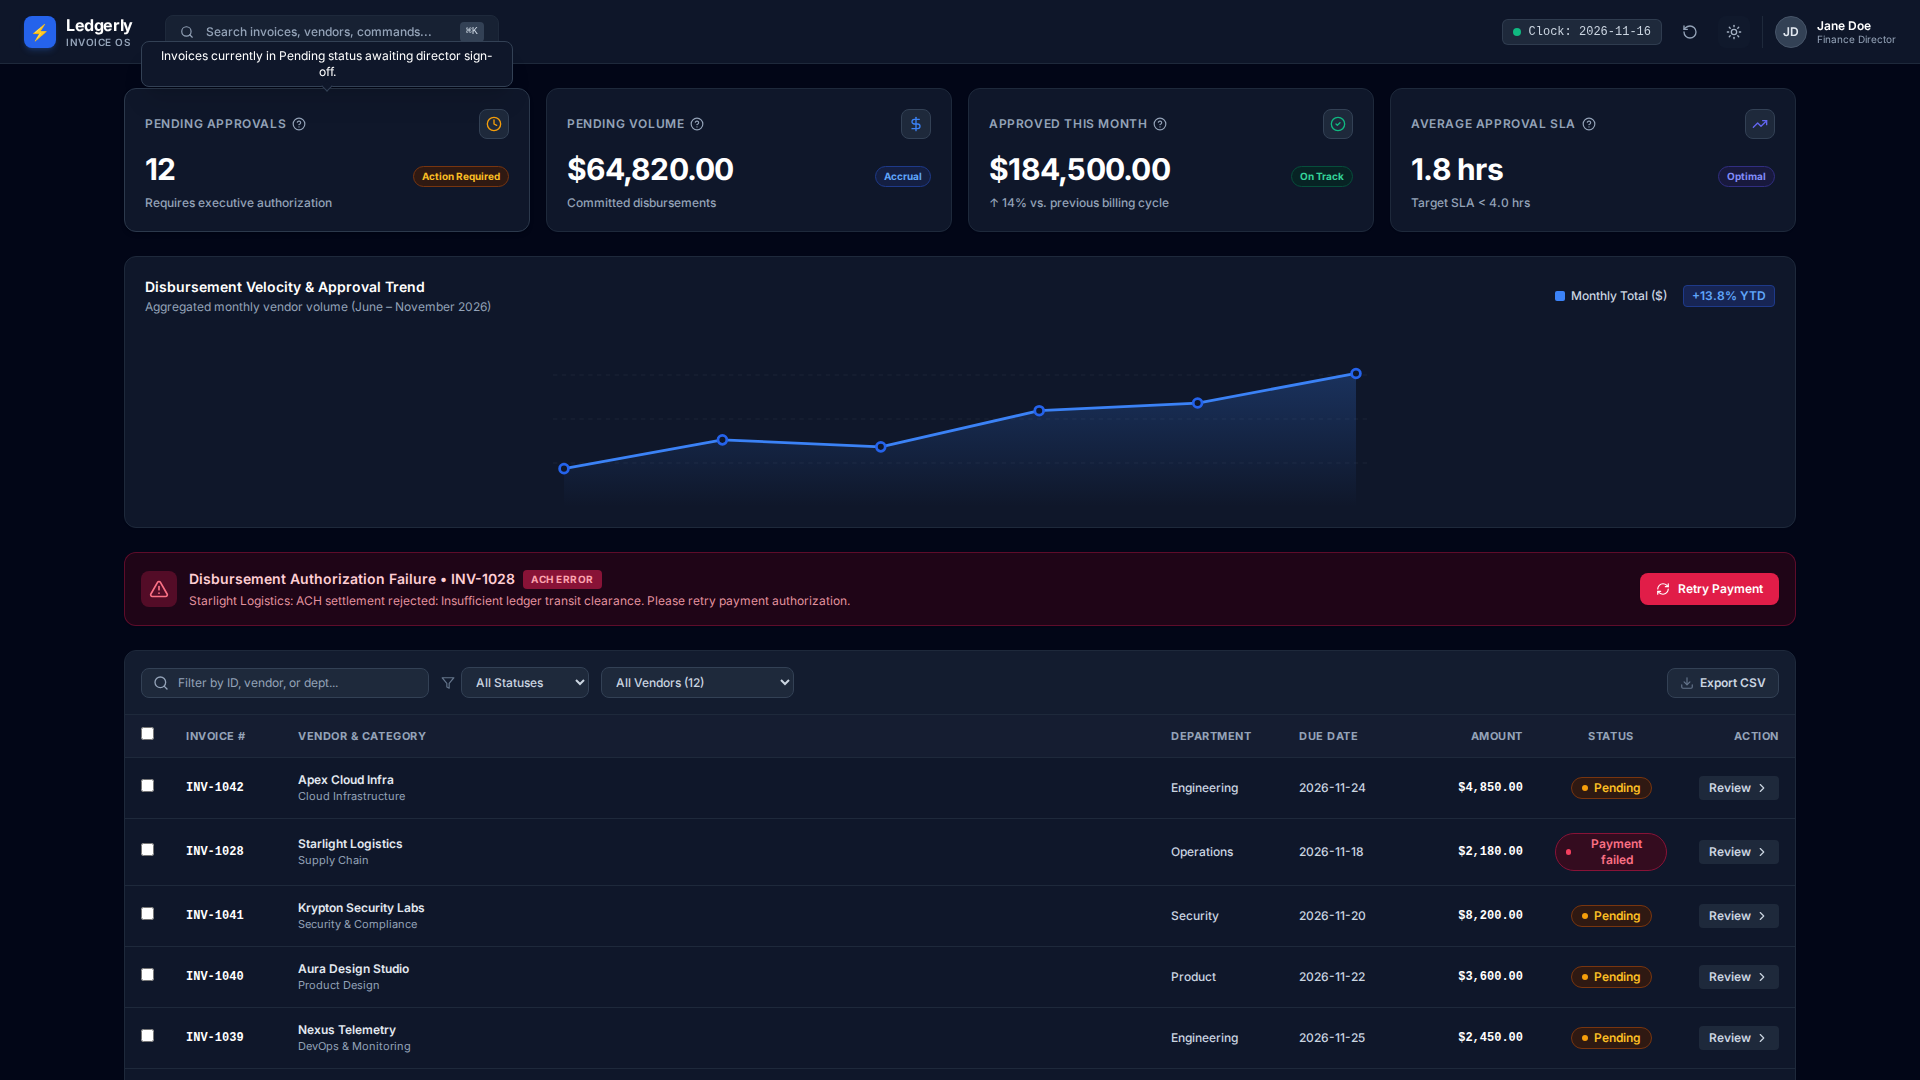 Ledgerly
INVOICE OS
Search invoices, vendors, commands...
⌘K
Clock: 2026-11-16
JD
Jane Doe
Finance Director
Invoices currently in Pending status awaiting director sign-
off.
PENDING APPROVALS
12
Action Required
Requires executive authorization
PENDING VOLUME
$64,820.00
Accrual
Committed disbursements
APPROVED THIS MONTH
$184,500.00
On Track
↑ 14% vs. previous billing cycle
AVERAGE APPROVAL SLA
1.8 hrs
Optimal
Target SLA < 4.0 hrs
Disbursement Velocity & Approval Trend
Aggregated monthly vendor volume (June – November 2026)
Monthly Total ($)
+13.8% YTD
Disbursement Authorization Failure • INV-1028
ACH ERROR
Starlight Logistics: ACH settlement rejected: Insufficient ledger transit clearance. Please retry payment authorization.
Retry Payment
Filter by ID, vendor, or dept...
All Statuses
All Vendors (12)
Export CSV
INVOICE # VENDOR & CATEGORY DEPARTMENT DUE DATE AMOUNT STATUS ACTION
INV-1042 Apex Cloud Infra Engineering 2026-11-24 $4,850.00 Pending Review
Cloud Infrastructure
INV-1028 Starlight Logistics Operations 2026-11-18 $2,180.00 Payment failed Review
Supply Chain
INV-1041 Krypton Security Labs Security 2026-11-20 $8,200.00 Pending Review
Security & Compliance
INV-1040 Aura Design Studio Product 2026-11-22 $3,600.00 Pending Review
Product Design
INV-1039 Nexus Telemetry Engineering 2026-11-25 $2,450.00 Pending Review
DevOps & Monitoring